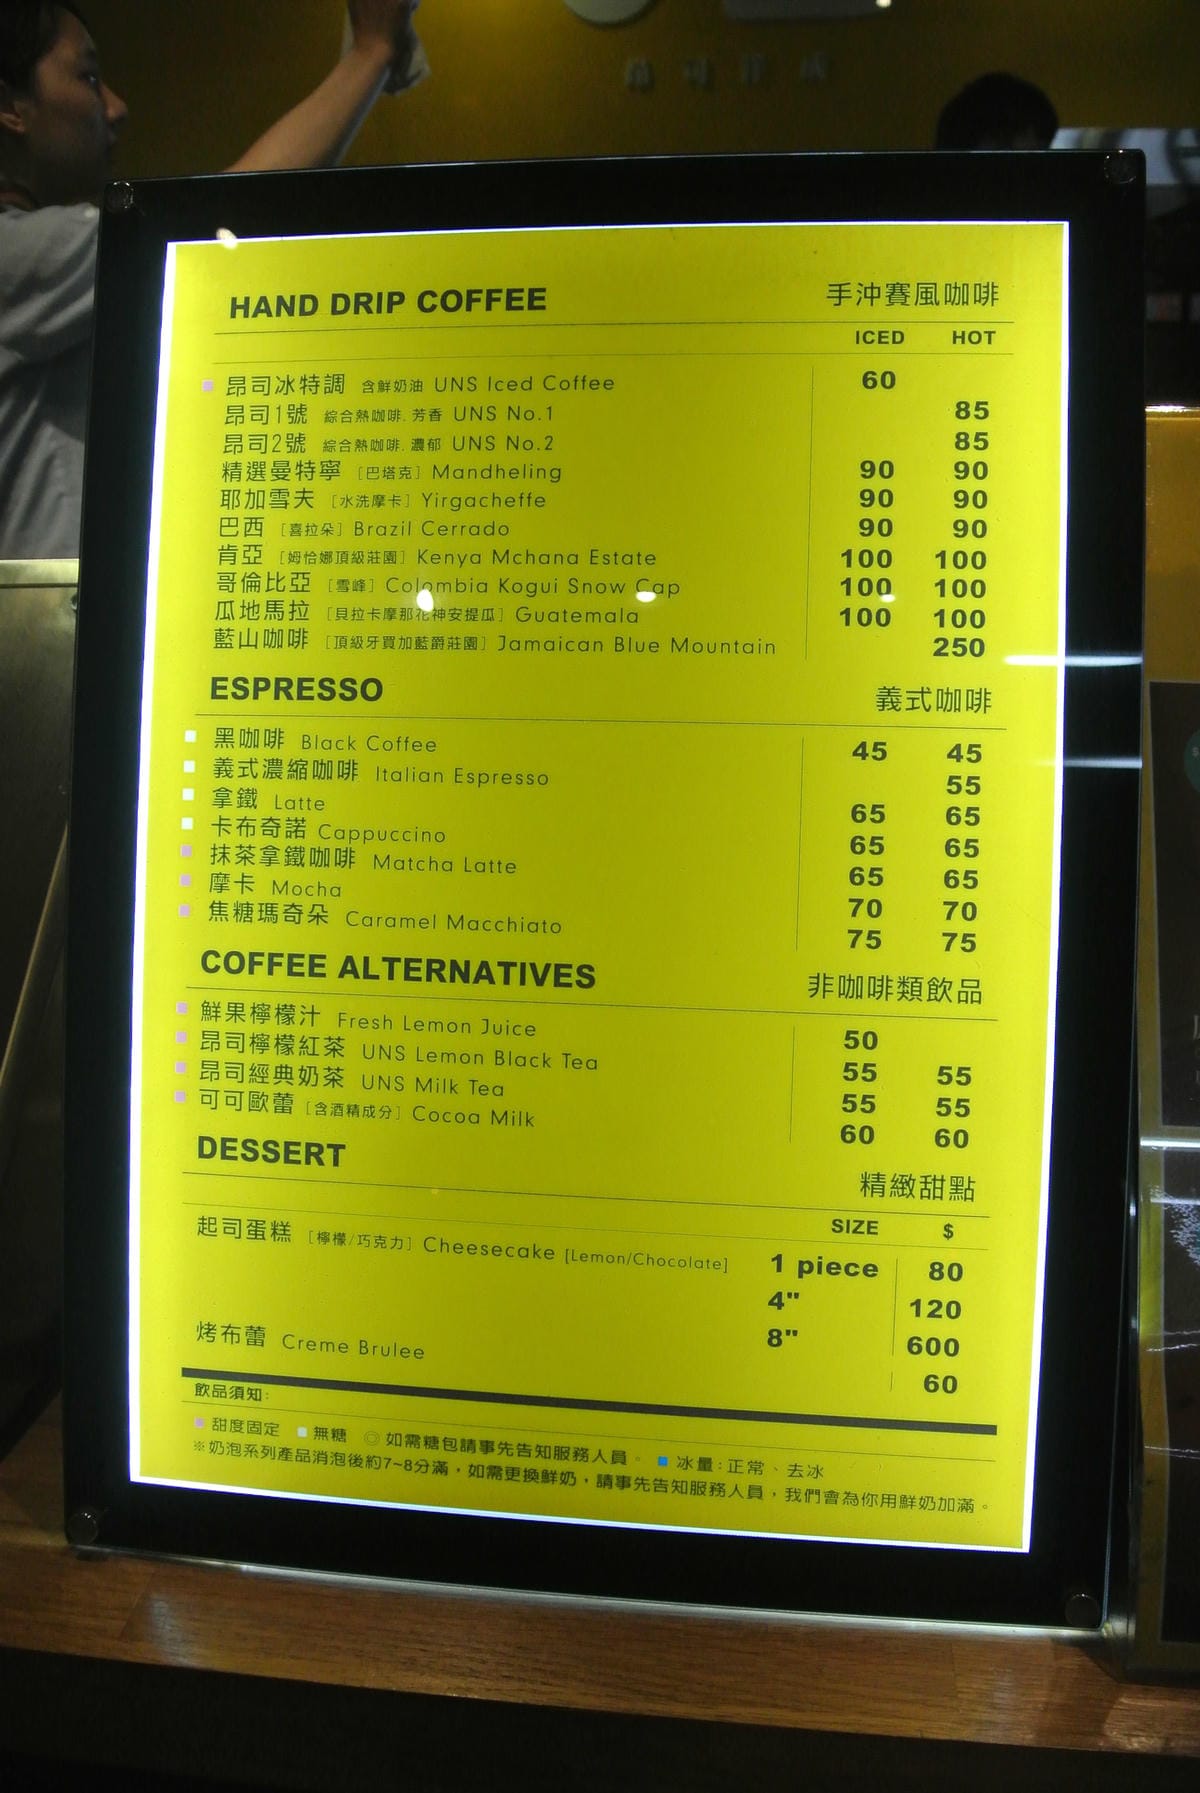 HAND DRIP COFFEE 手沖賽風咖啡
ICED HOT
昂司冰特調 含鮮奶油 UNS Iced Coffee 60
昂司1號 綜合熱咖啡.芳香 UNS No.1 85
昂司2號 綜合熱咖啡.濃郁 UNS No.2 85
精選曼特寧 [巴塔克] Mandheling 90 90
耶加雪夫 [水洗摩卡] Yirgacheffe 90 90
巴西 [喜拉朵] Brazil Cerrado 90 90
肯亞 [姆恰娜頂級莊園] Kenya Mchana Estate 100 100
哥倫比亞 [雪峰] Colombia Kogui Snow Cap 100 100
瓜地馬拉 [貝拉卡摩那花神安提瓜] Guatemala 100 100
藍山咖啡 [頂級牙買加藍爵莊園] Jamaican Blue Mountain 250
ESPRESSO 義式咖啡
黑咖啡 Black Coffee 45 45
義式濃縮咖啡 Italian Espresso 55
拿鐵 Latte 65 65
卡布奇諾 Cappuccino 65 65
抹茶拿鐵咖啡 Matcha Latte 65 65
摩卡 Mocha 70 70
焦糖瑪奇朵 Caramel Macchiato 75 75
COFFEE ALTERNATIVES 非咖啡類飲品
鮮果檸檬汁 Fresh Lemon Juice 50
昂司檸檬紅茶 UNS Lemon Black Tea 55 55
昂司經典奶茶 UNS Milk Tea 55 55
可可歐蕾 [含酒精成分] Cocoa Milk 60 60
DESSERT 精緻甜點
SIZE $
起司蛋糕 [檸檬/巧克力] Cheesecake [Lemon/Chocolate] 1 piece 80
4" 120
8" 600
烤布蕾 Creme Brulee 60
飲品須知:
甜度固定 無糖 ◎如需糖包請事先告知服務人員。 冰量:正常、去冰
※奶泡系列產品消泡後約7~8分滿，如需更換鮮奶，請事先告知服務人員，我們會為你用鮮奶加滿。